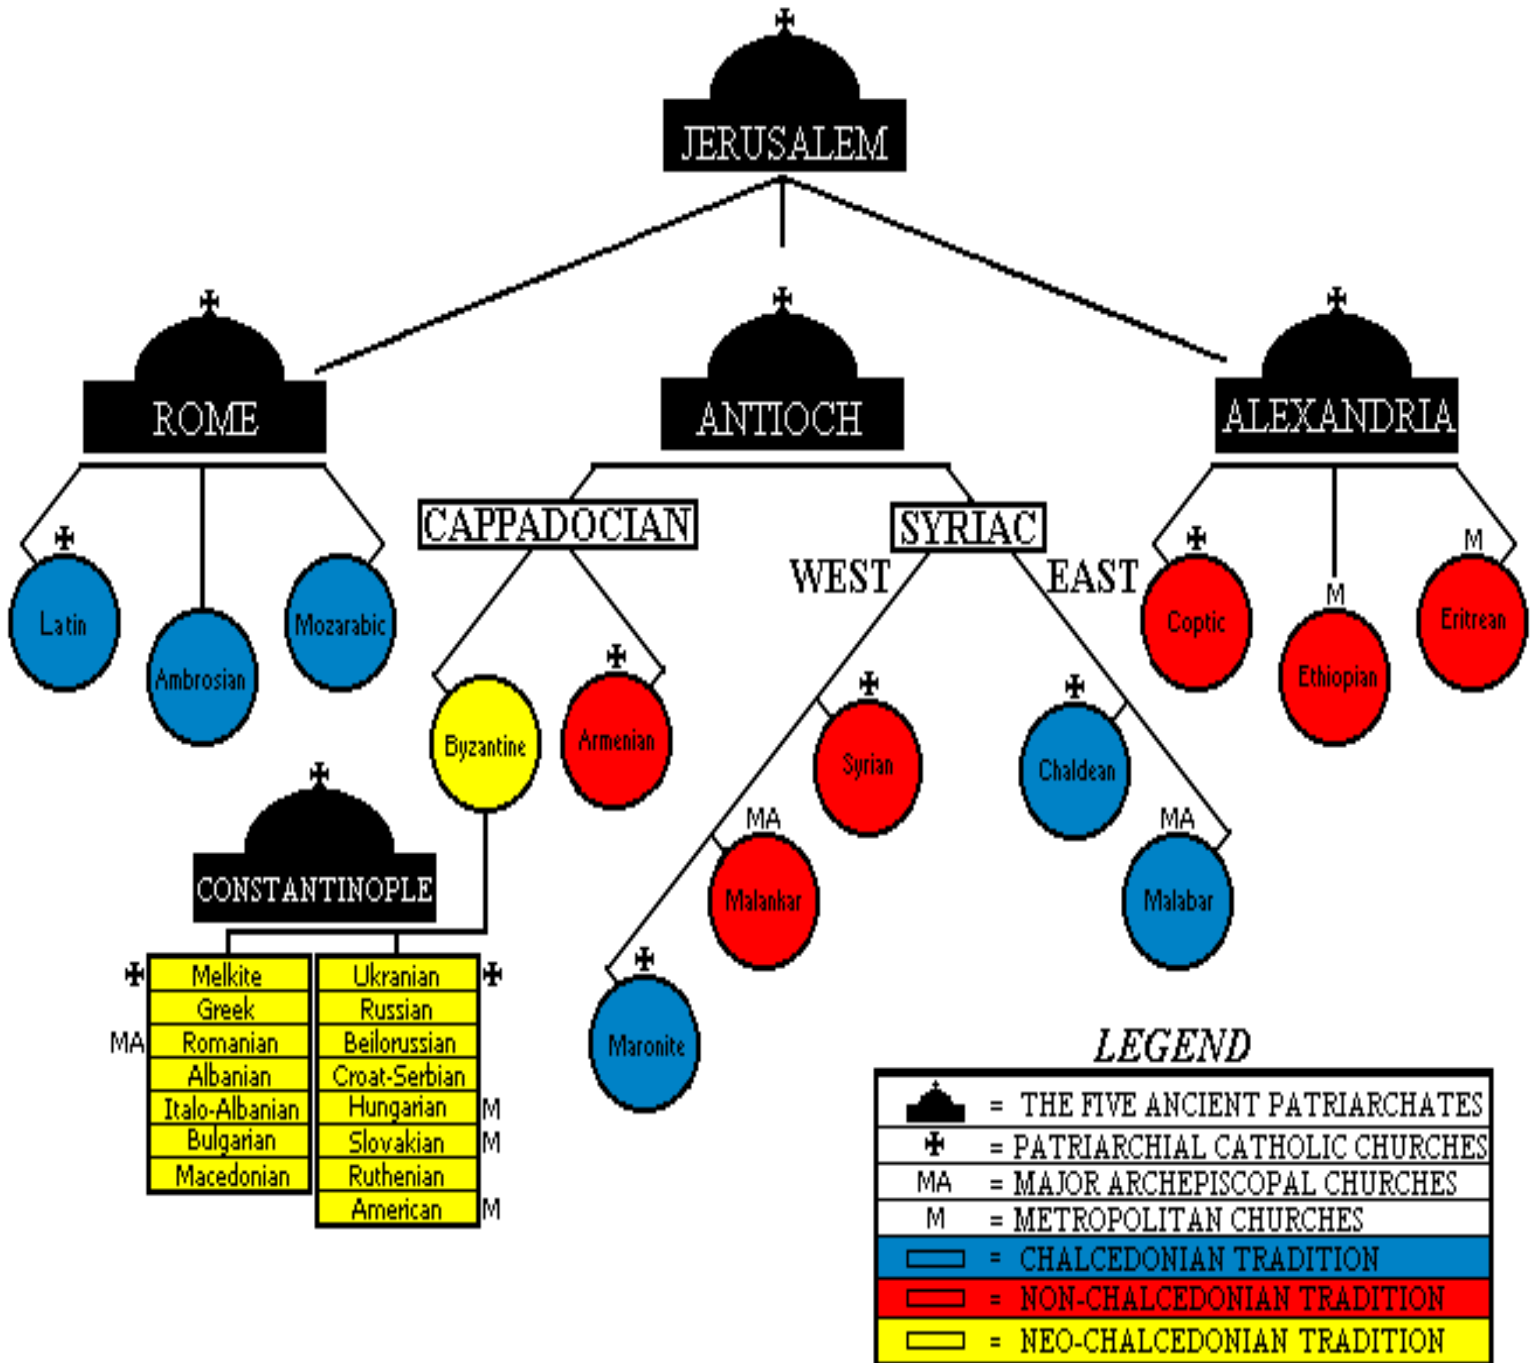 JERUSALEM
ROME
ANTIOCH
ALEXANDRIA
CAPPADOCIAN
SYRIAC
WEST
EAST
Latin
Ambrosian
Mozarabic
Byzantine
Armenian
Syrian
MA
Malankar
Maronite
Chaldean
MA
Malabar
Coptic
M
Ethiopian
M
Eritrean
CONSTANTINOPLE
Melkite
Greek
MA Romanian
Albanian
Italo-Albanian
Bulgarian
Macedonian
Ukranian
Russian
Beilorussian
Croat-Serbian
Hungarian M
Slovakian M
Ruthenian
American M
LEGEND
= THE FIVE ANCIENT PATRIARCHATES
= PATRIARCHIAL CATHOLIC CHURCHES
MA = MAJOR ARCHEPISCOPAL CHURCHES
M = METROPOLITAN CHURCHES
= CHALCEDONIAN TRADITION
= NON-CHALCEDONIAN TRADITION
= NEO-CHALCEDONIAN TRADITION